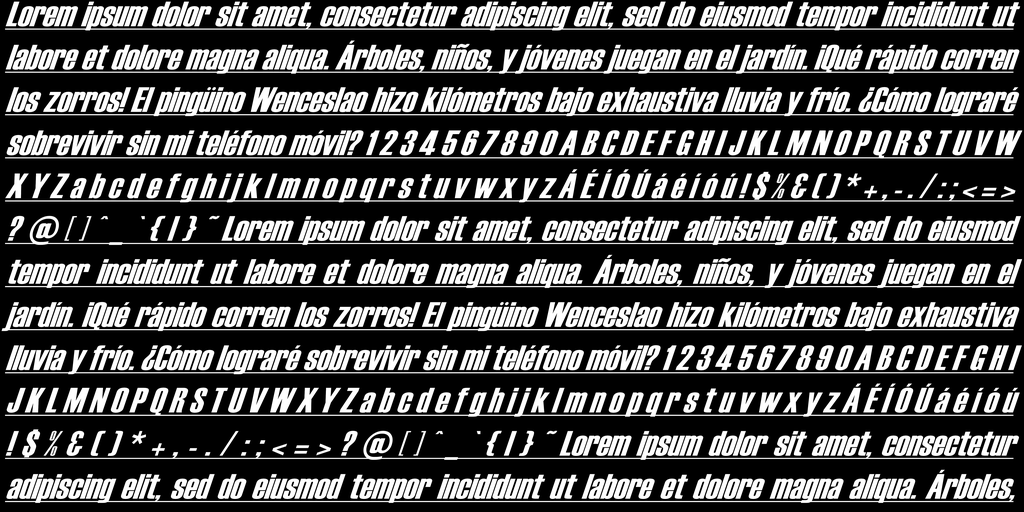 Lorem ipsum dolor sit amet, consectetur adipiscing elit, sed do eiusmod tempor incididunt ut
labore et dolore magna aliqua. Árboles, niños, y jóvenes juegan en el jardín. ¡Qué rápido corren
los zorros! El pingüino Wenceslao hizo kilómetros bajo exhaustiva lluvia y frío. ¿Cómo lograré
sobrevivir sin mi teléfono móvil? 1 2 3 4 5 6 7 8 9 0 A B C D E F G H I J K L M N O P Q R S T U V W
X Y Z a b c d e f g h i j k l m n o p q r s t u v w x y z Á É Í Ó Ú á é í ó ú ! $ % & ( ) * + , - . / : ; < = >
? @ [ ] ^ _ ` { | } ~ Lorem ipsum dolor sit amet, consectetur adipiscing elit, sed do eiusmod
tempor incididunt ut labore et dolore magna aliqua. Árboles, niños, y jóvenes juegan en el
jardín. ¡Qué rápido corren los zorros! El pingüino Wenceslao hizo kilómetros bajo exhaustiva
lluvia y frío. ¿Cómo lograré sobrevivir sin mi teléfono móvil? 1 2 3 4 5 6 7 8 9 0 A B C D E F G H I
J K L M N O P Q R S T U V W X Y Z a b c d e f g h i j k l m n o p q r s t u v w x y z Á É Í Ó Ú á é í ó ú
! $ % & ( ) * + , - . / : ; < = > ? @ [ ] ^ _ ` { | } ~ Lorem ipsum dolor sit amet, consectetur
adipiscing elit, sed do eiusmod tempor incididunt ut labore et dolore magna aliqua. Árboles,